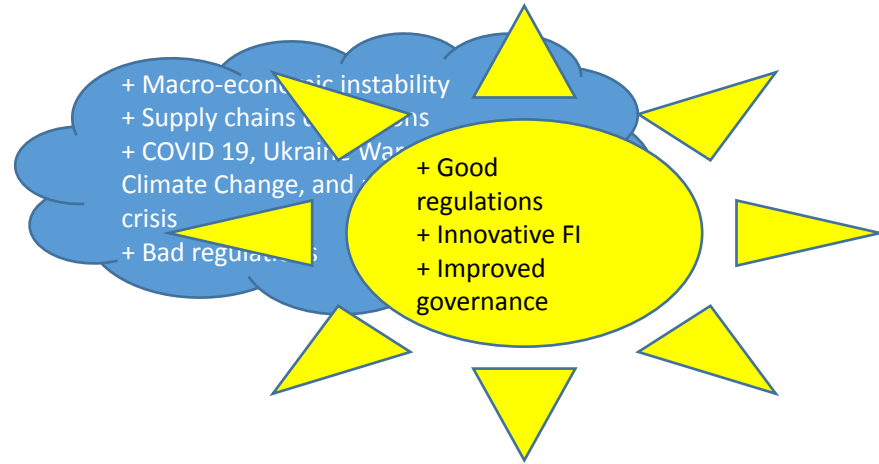 + Macro-economic instability
+ Supply chains
+ COVID 19, Ukraine War
Climate Change, and
crisis
+ Bad regulations
+ Good
regulations
+ Innovative FI
+ Improved
governance